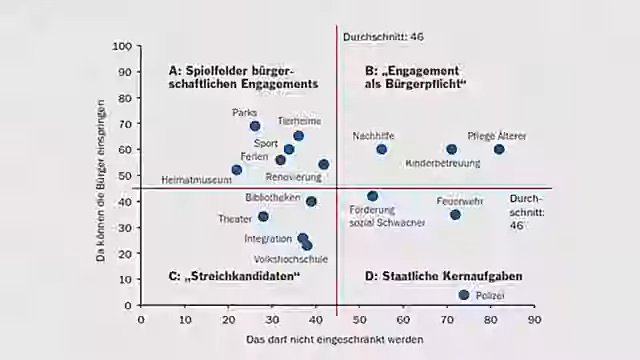 Durchschnitt: 46
A: Spielfelder bürger-
schaftlichen Engagements
B: „Engagement
als Bürgerpflicht“
Parks
Tierheime
Sport
Ferien
Renovierung
Heimatmuseum
Nachhilfe
Pflege Älterer
Kinderbetreuung
Bibliotheken
Theater
Integration
Volkshochschule
Förderung
sozial Schwacher
Feuerwehr
Durch-
schnitt:
46
C: „Streichkandidaten“
D: Staatliche Kernaufgaben
Polizei
Da können die Bürger einspringen
100
90
80
70
60
50
40
30
20
10
0
0 10 20 30 40 50 60 70 80 90
Das darf nicht eingeschränkt werden